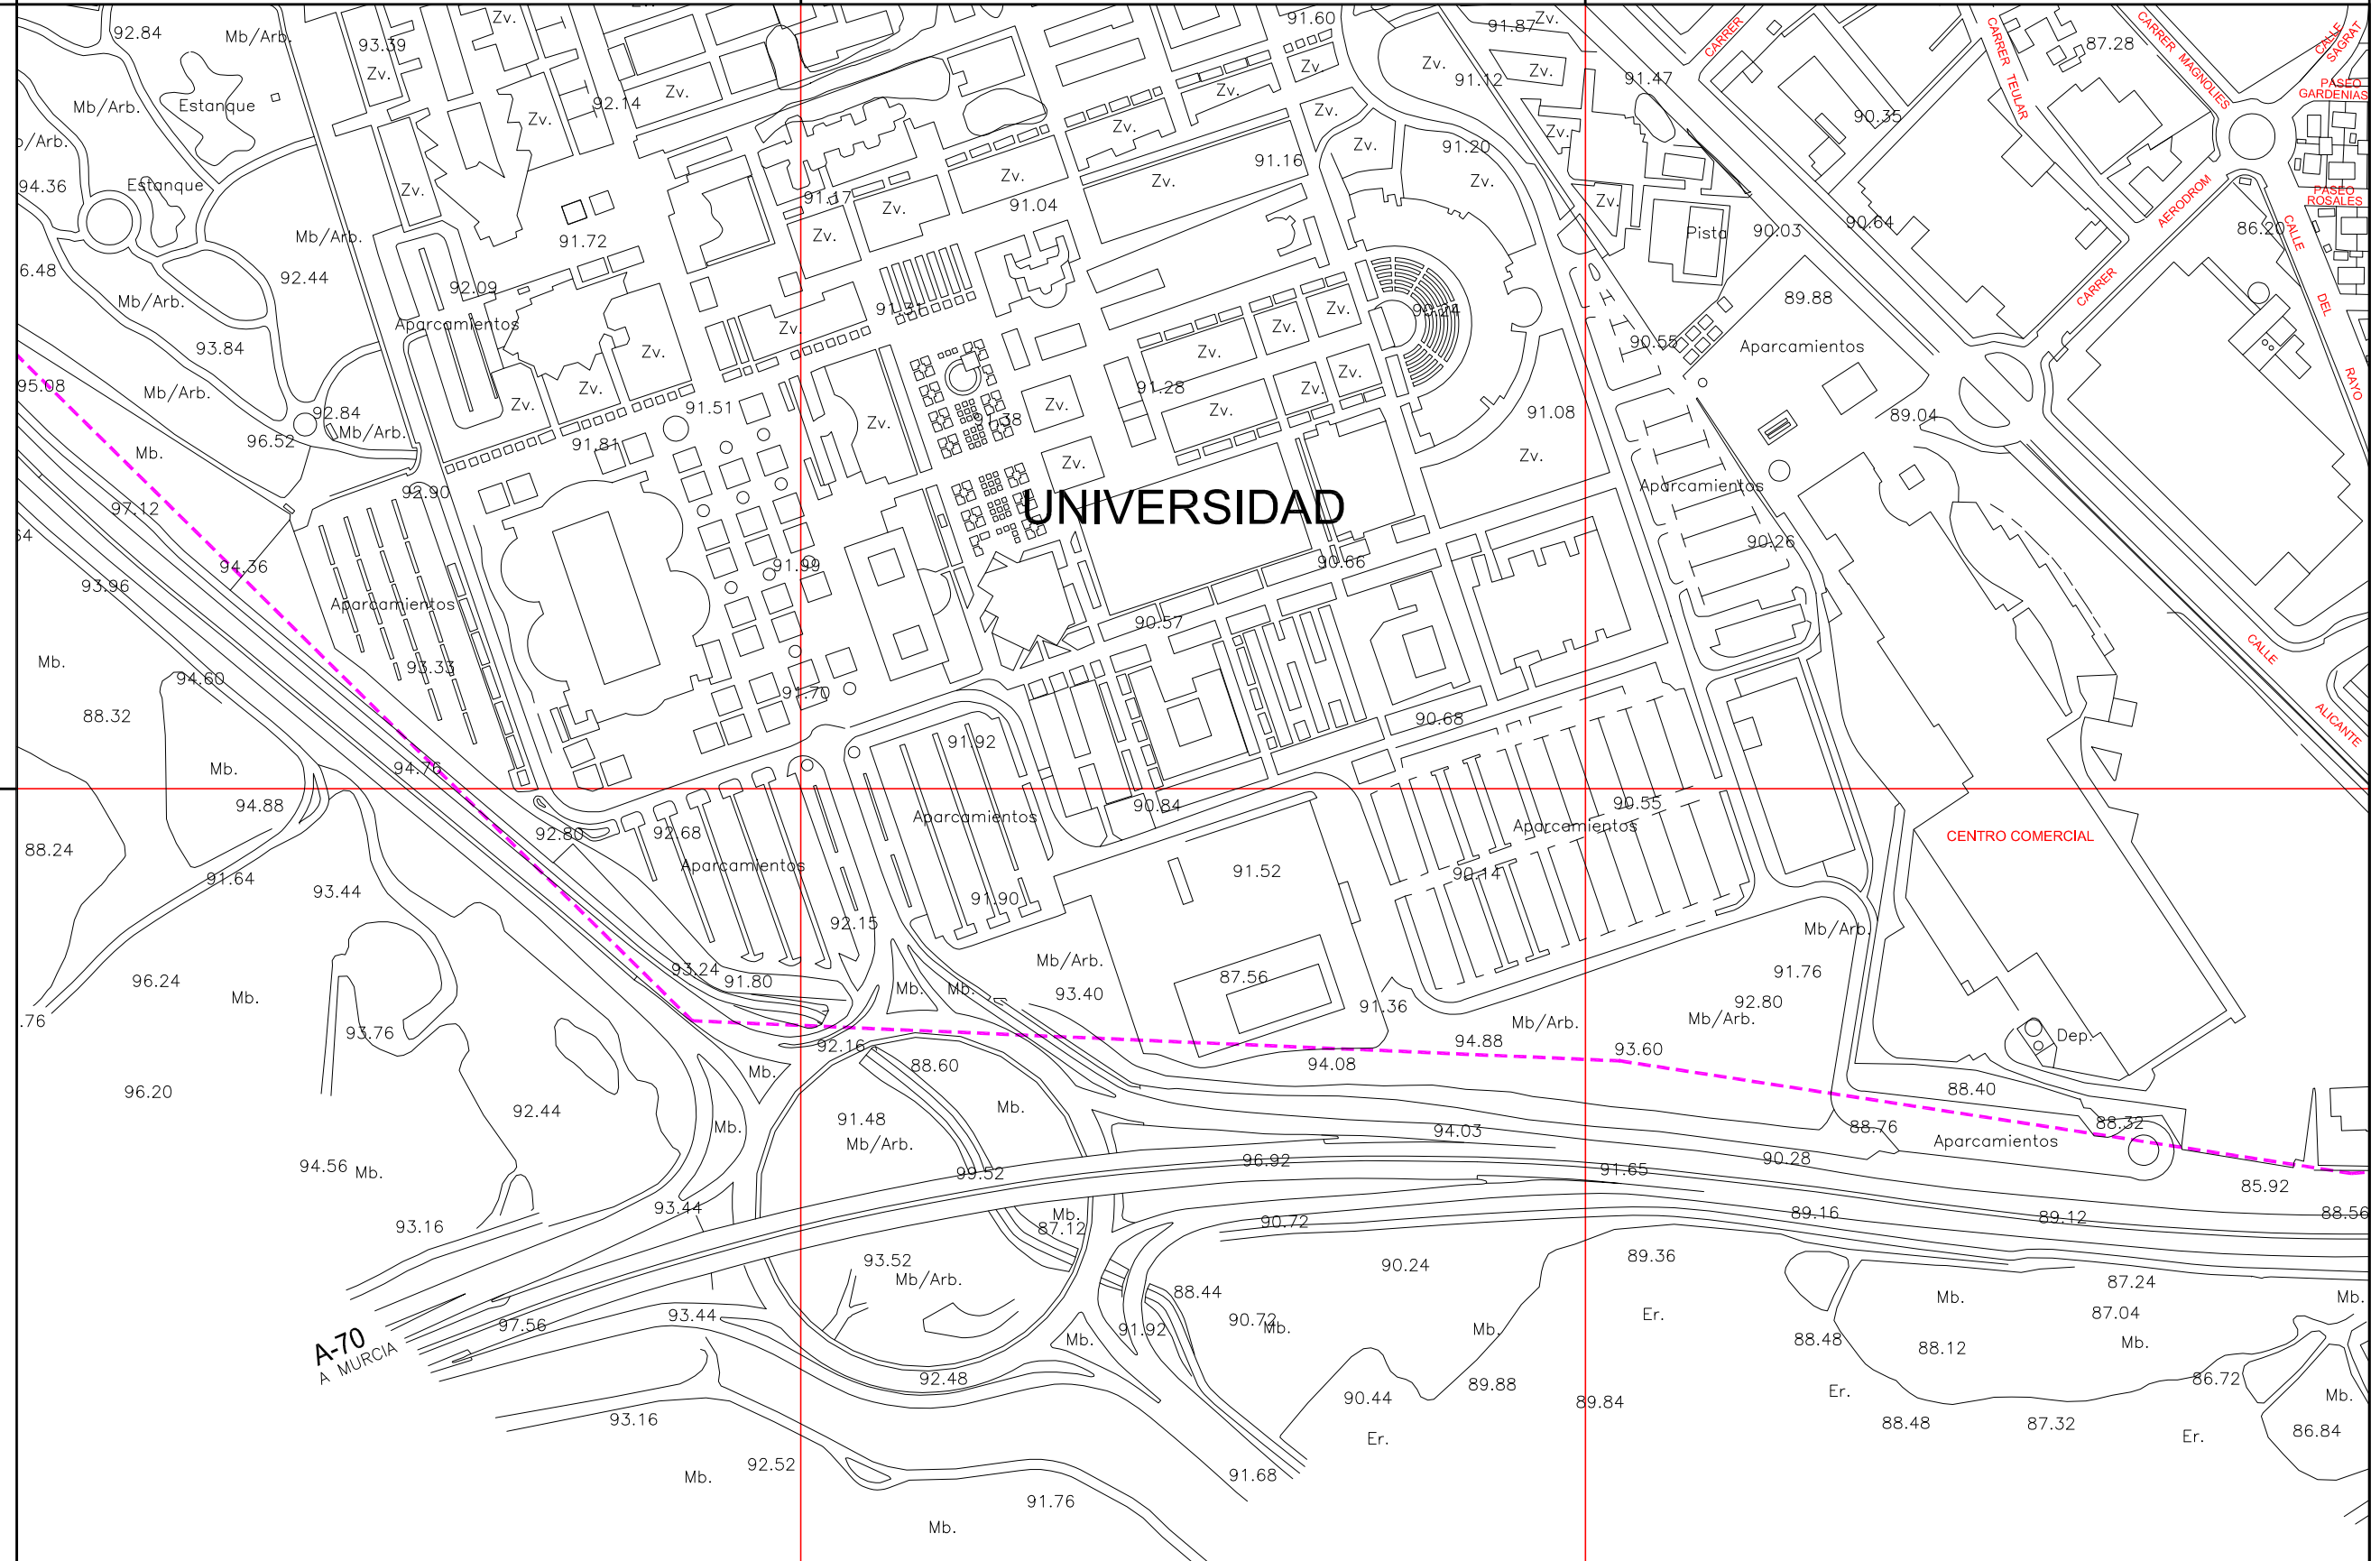 92.84
Mb/Arb.
93.39
Zv.
Zv.
91.60
91.87
Zv.
CARRER
CARRER TEULAR
87.28
CARRER MAGNOLIES
CALLE
SAGRAT
Zv.
91.12
Zv.
91.47
PASEO
GARDENIAS
Mb/Arb.
Estanque
92.14
Zv.
Zv.
Zv.
Zv.
Zv.
Zv.
90.35
Zv.
Zv.
91.20
91.16
Zv.
Zv.
94.36
Estanque
Zv.
91.17
Zv.
91.04
Zv.
Zv.
PASEO
ROSALES
AERODROM
CALLE
86.20
Mb/Arb.
91.72
Zv.
Pista
90.03
90.64
92.44
92.09
CARRER
DEL
Mb/Arb.
91.31
90.24
89.88
Aparcamientos
Zv.
Zv.
Zv.
93.84
Zv.
Zv.
90.55
Aparcamientos
RAYO
95.08
Mb/Arb.
Zv.
Zv.
91.28
Zv.
Zv.
92.84
96.52
Mb/Arb.
Zv.
91.51
91.38
Zv.
Zv.
91.08
89.04
Mb.
91.81
Zv.
Zv.
92.90
Aparcamientos
97.12
UNIVERSIDAD
90.26
94.36
91.99
90.66
93.96
Aparcamientos
90.57
CALLE
Mb.
94.60
93.33
91.70
88.32
90.68
ALICANTE
91.92
Mb.
94.76
94.88
90.84
90.55
92.80
92.68
Aparcamientos
Aparcamientos
CENTRO COMERCIAL
88.24
Aparcamientos
91.64
93.44
91.52
90.14
91.90
92.15
Mb/Arb.
Mb/Arb.
93.24
91.80
87.56
91.76
96.24
Mb.
Mb.
Mb.
93.40
91.36
92.80
Mb/Arb.
Mb/Arb.
93.76
92.16
94.88
93.60
Dep.
88.60
94.08
Mb.
96.20
92.44
91.48
Mb.
88.40
Mb.
Mb/Arb.
94.03
88.76
88.32
Aparcamientos
94.56
Mb.
99.52
96.92
91.65
90.28
85.92
93.44
Mb.
93.16
87.12
90.72
89.16
89.12
88.56
93.52
Mb/Arb.
90.24
89.36
88.44
87.24
Mb.
Mb.
93.44
97.56
90.72
Mb.
Mb.
Er.
87.04
A-70
A MURCIA
91.92
Mb.
88.48
88.12
Mb.
92.48
90.44
89.88
89.84
Er.
86.72
Mb.
93.16
Er.
88.48
87.32
Er.
86.84
Mb.
92.52
91.68
91.76
Mb.